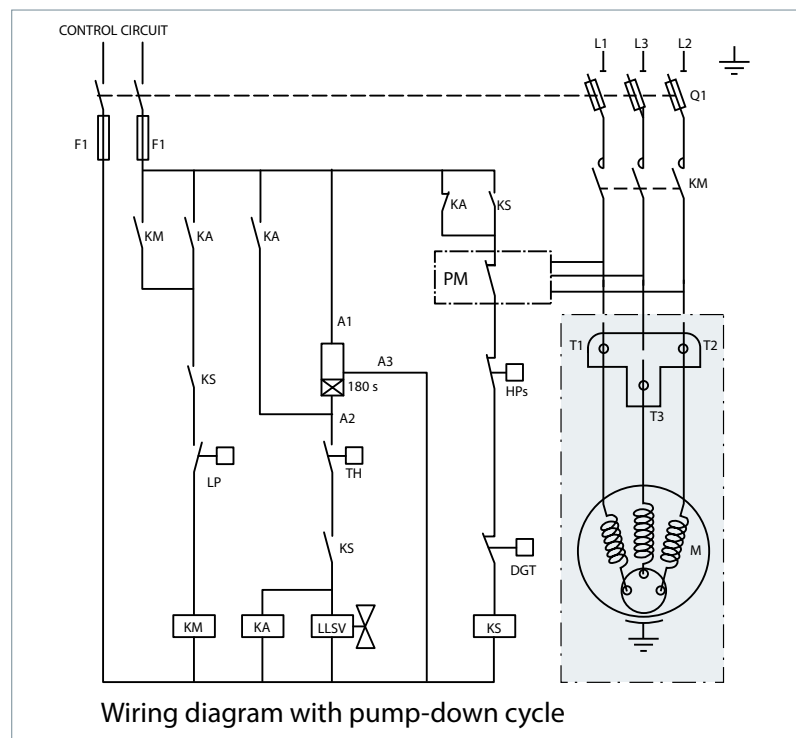 CONTROL CIRCUIT
L1 L3 L2
Q1
F1 F1
KM
KA KS
KM KA KA
PM
A1
T1 T2
A3
KS
180 s
HPs
A2
T3
LP
TH
KS
M
DGT
KM KA LLSV KS
Wiring diagram with pump-down cycle